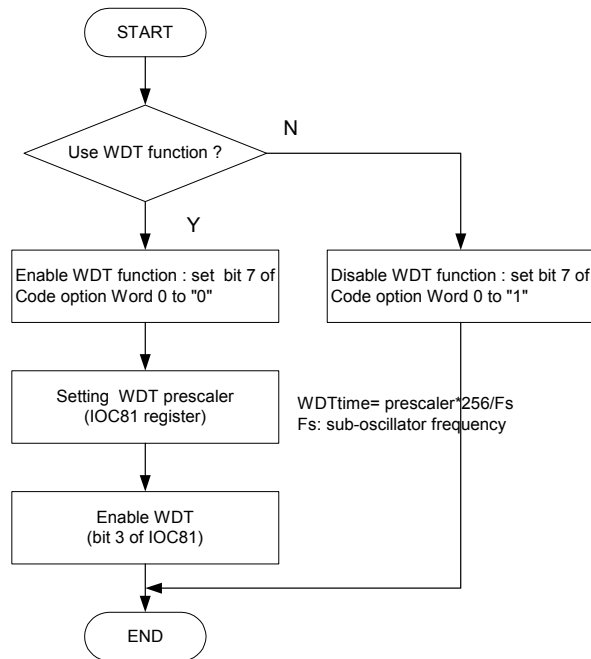 START
N
Use WDT function ?
Y
Enable WDT function : set bit 7 of
Code option Word 0 to "0"
Disable WDT function : set bit 7 of
Code option Word 0 to "1"
Setting WDT prescaler
(IOC81 register)
WDTtime= prescaler*256/Fs
Fs: sub-oscillator frequency
Enable WDT
(bit 3 of IOC81)
END